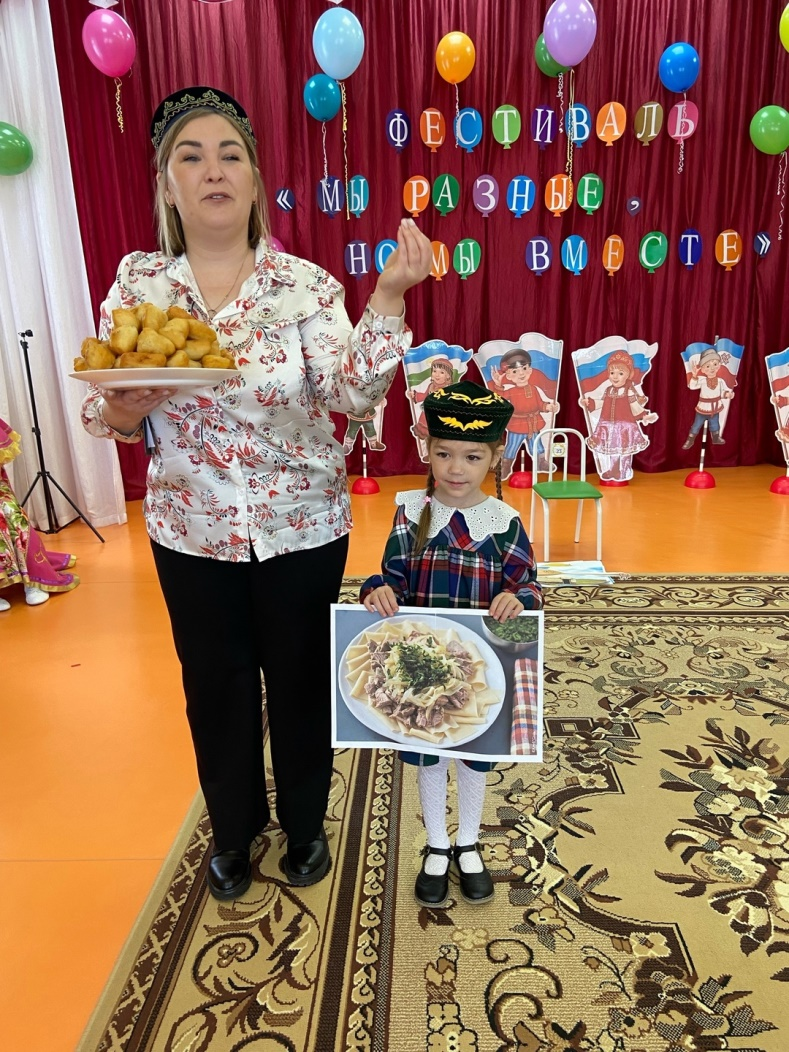 ФЕСТИВАЛЬ
« МЫ РАЗНЫЕ,
НО МЫ ВМЕСТЕ »